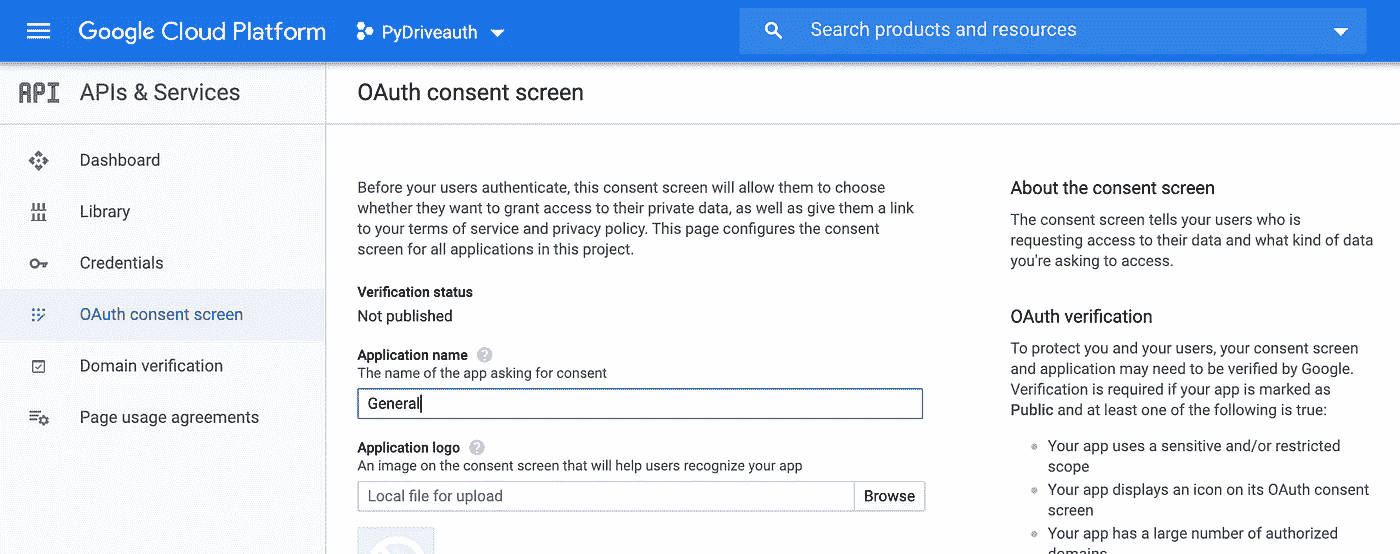 Google Cloud Platform
PyDriveauth
Search products and resources
API
APIs & Services
Dashboard
Library
Credentials
OAuth consent screen
Domain verification
Page usage agreements
OAuth consent screen
Before your users authenticate, this consent screen will allow them to choose
whether they want to grant access to their private data, as well as give them a link
to your terms of service and privacy policy. This page configures the consent
screen for all applications in this project.
Verification status
Not published
Application name ?
The name of the app asking for consent
General
Application logo ?
An image on the consent screen that will help users recognize your app
Local file for upload
Browse
About the consent screen
The consent screen tells your users who is
requesting access to their data and what kind of data
you're asking to access.
OAuth verification
To protect you and your users, your consent screen
and application may need to be verified by Google.
Verification is required if your app is marked as
Public and at least one of the following is true:
Your app uses a sensitive and/or restricted
scope
Your app displays an icon on its OAuth consent
screen
Your app has a large number of authorized
domains